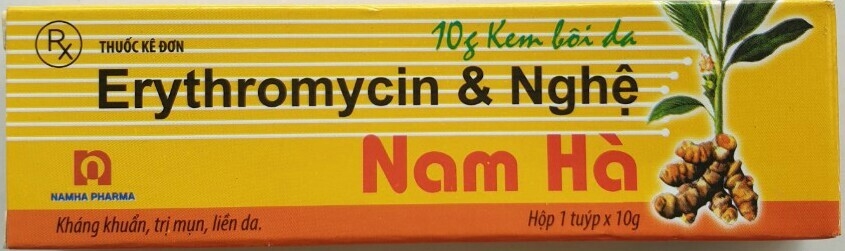 Rx THUỐC KÊ ĐƠN
10g Kem bôi da
Erythromycin & Nghệ
Nam Hà
n
NAMHA PHARMA
Kháng khuẩn, trị mụn, liền da.
Hộp 1 tuýp x 10g